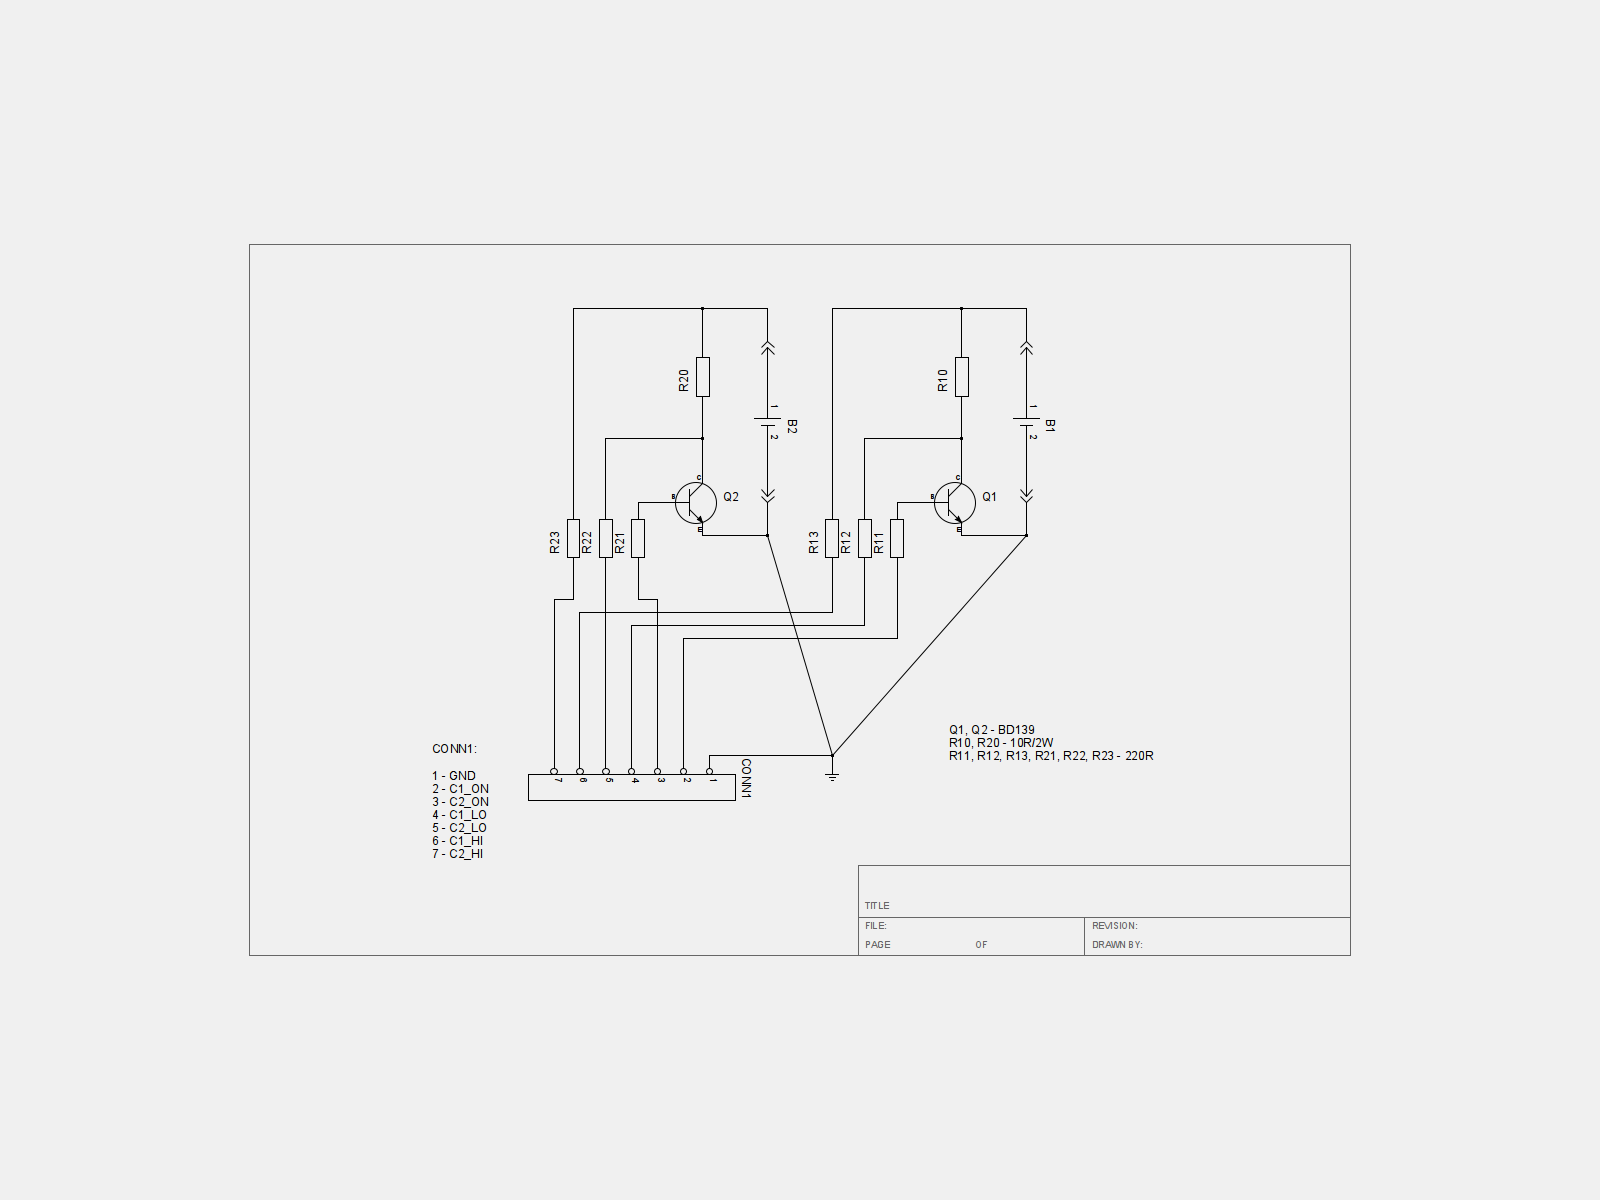 R20
1
B2
2
R10
1
B1
2
C
B
E
Q2
C
B
E
Q1
R23
R22
R21
R13
R12
R11
CONN1:
1 - GND
2 - C1_ON
3 - C2_ON
4 - C1_LO
5 - C2_LO
6 - C1_HI
7 - C2_HI
7
6
5
4
3
2
1
CONN1
Q1, Q2 - BD139
R10, R20 - 10R/2W
R11, R12, R13, R21, R22, R23 - 220R
TITLE
FILE:
REVISION:
PAGE OF
DRAWN BY: